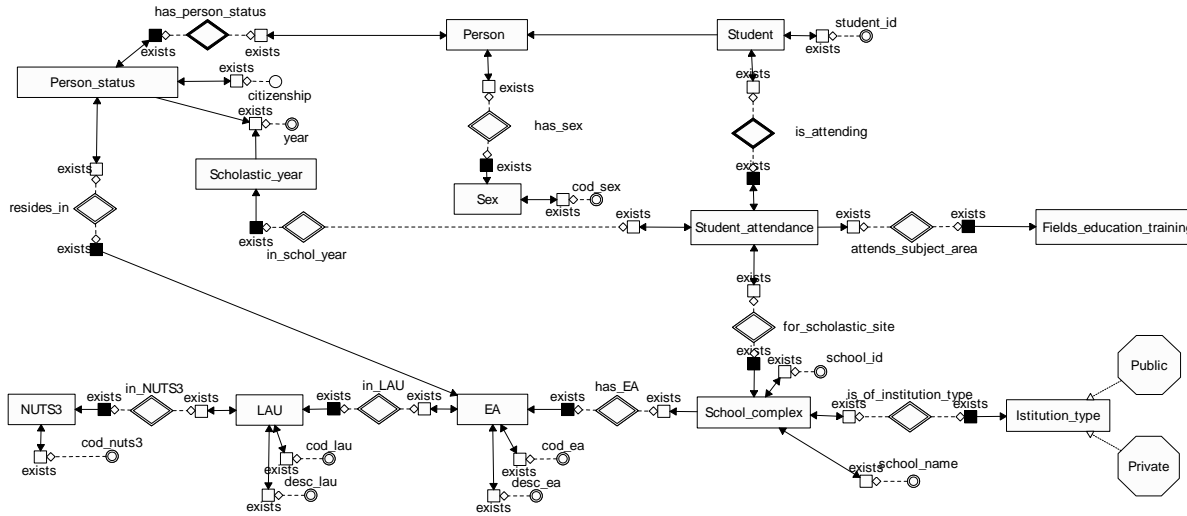 has_person_status
exists
exists
Person
Student
student_id
exists
Person_status
exists
citizenship
exists
year
exists
has_sex
exists
exists
is_attending
exists
Scholastic_year
exists
resides_in
exists
Sex
cod_sex
exists
exists
in_schol_year
exists
Student_attendance
exists
attends_subject_area
exists
Fields_education_training
exists
for_scholastic_site
exists
exists
school_id
Public
NUTS3
exists
in_NUTS3
exists
LAU
exists
in_LAU
exists
EA
exists
has_EA
exists
School_complex
is_of_institution_type
exists
exists
Istitution_type
cod_nuts3
exists
cod_lau
exists
desc_lau
exists
cod_ea
exists
desc_ea
exists
school_name
exists
Private